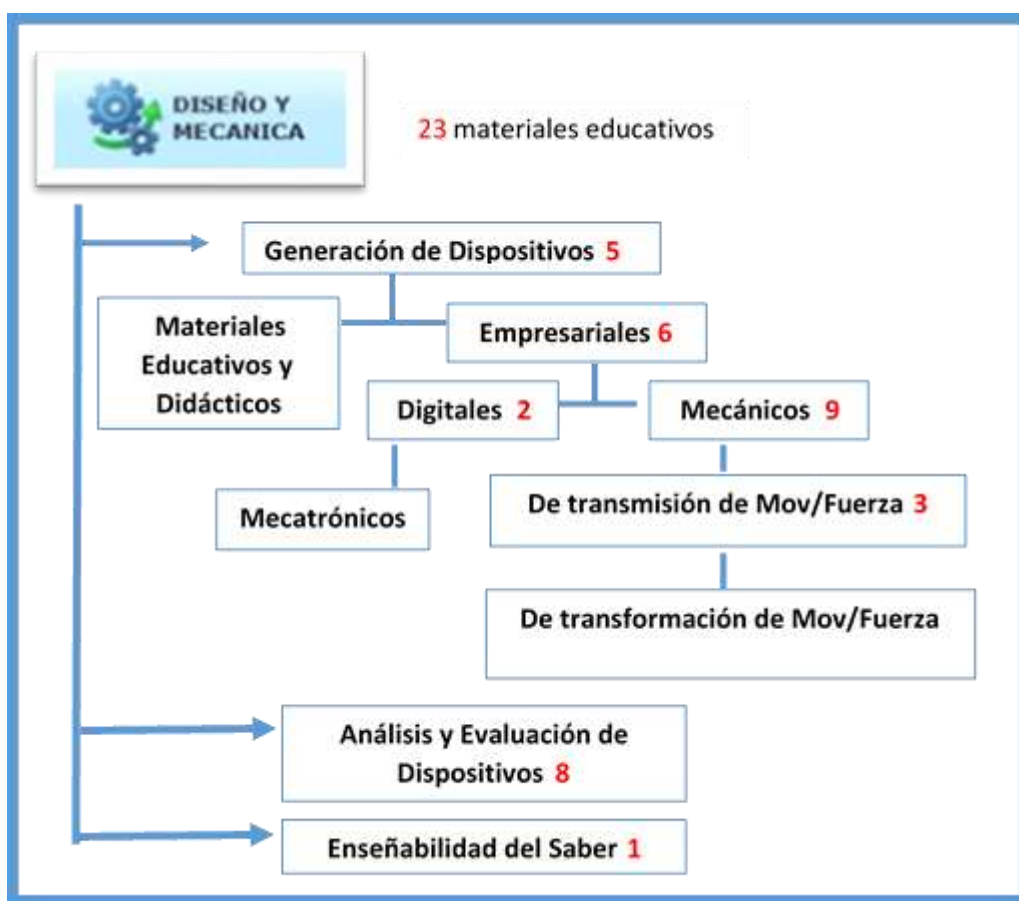 DISEÑO Y
MECANICA
23 materiales educativos
Generación de Dispositivos 5
Materiales
Educativos y
Didácticos
Empresariales 6
Digitales 2
Mecánicos 9
Mecatrónicos
De transmisión de Mov/Fuerza 3
De transformación de Mov/Fuerza
Análisis y Evaluación de
Dispositivos 8
Enseñabilidad del Saber 1